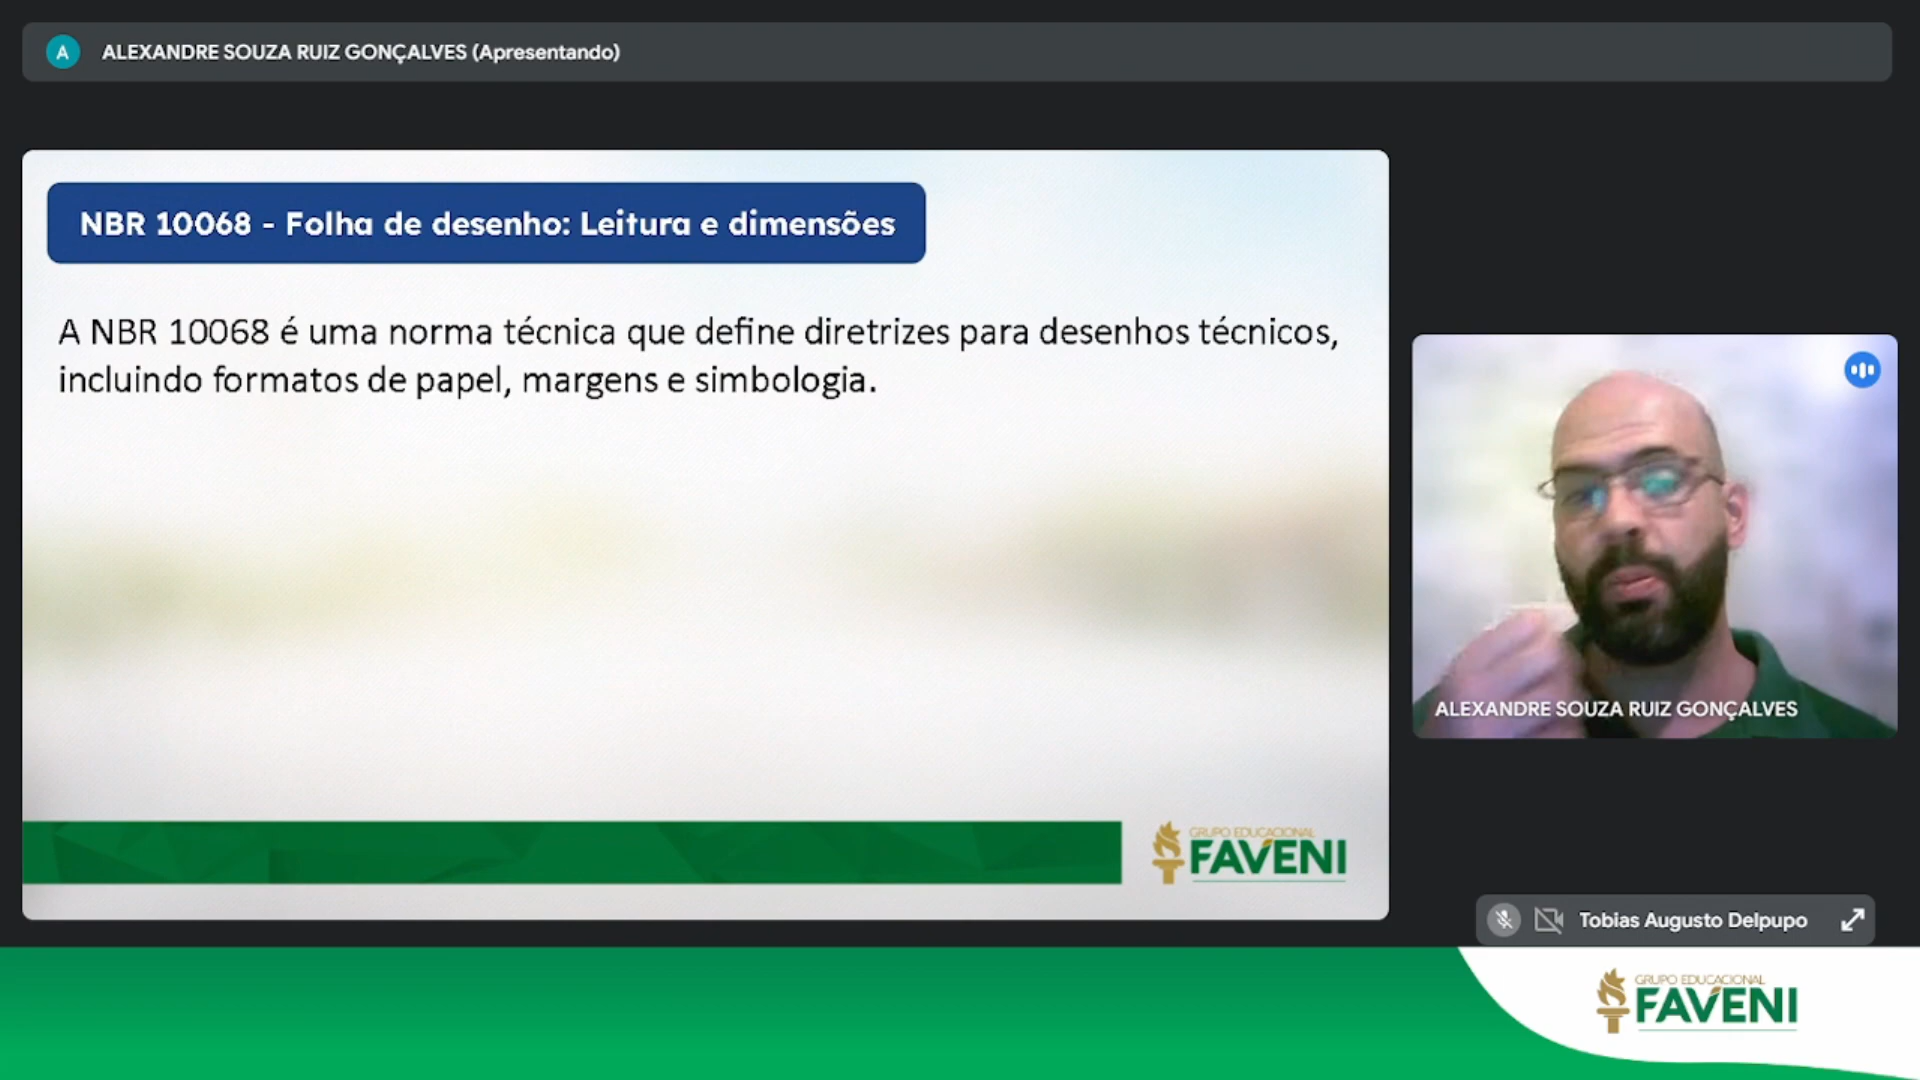 A
ALEXANDRE SOUZA RUIZ GONÇALVES (Apresentando)
NBR 10068 - Folha de desenho: Leitura e dimensões
A NBR 10068 é uma norma técnica que define diretrizes para desenhos técnicos,
incluindo formatos de papel, margens e simbologia.
GRUPO EDUCACIONAL
FAVENI
ALEXANDRE SOUZA RUIZ GONÇALVES
Tobias Augusto Delpupo
GRUPO EDUCACIONAL
FAVENI